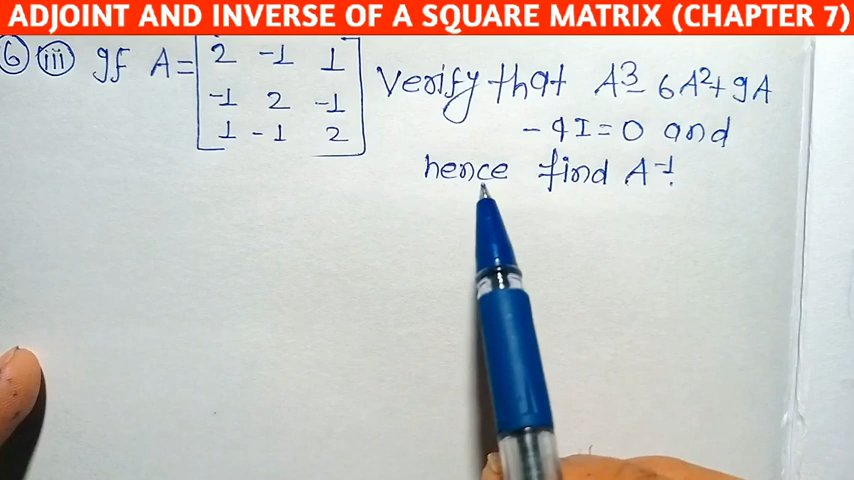 ADJOINT AND INVERSE OF A SQUARE MATRIX (CHAPTER 7)
6 iii If A = [ 2 -1 1 Verify that A³ - 6A² + 9A
-1 2 -1 - 4I = 0 and
1 -1 2 ] hence find A⁻¹.